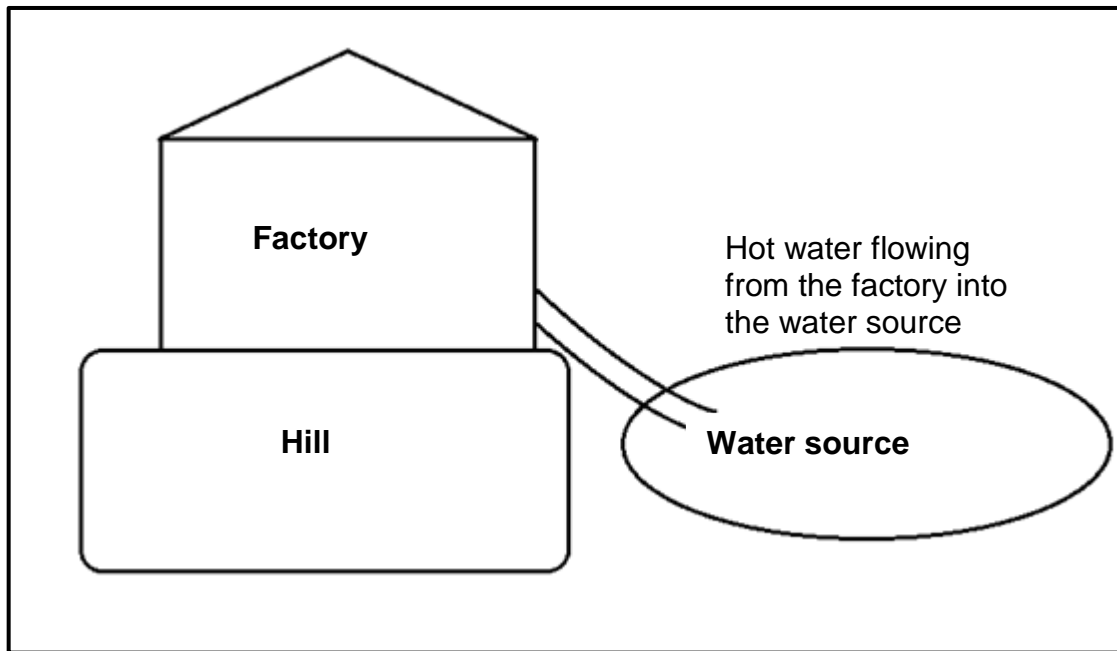 Factory
Hot water flowing
from the factory into
the water source
Hill
Water source